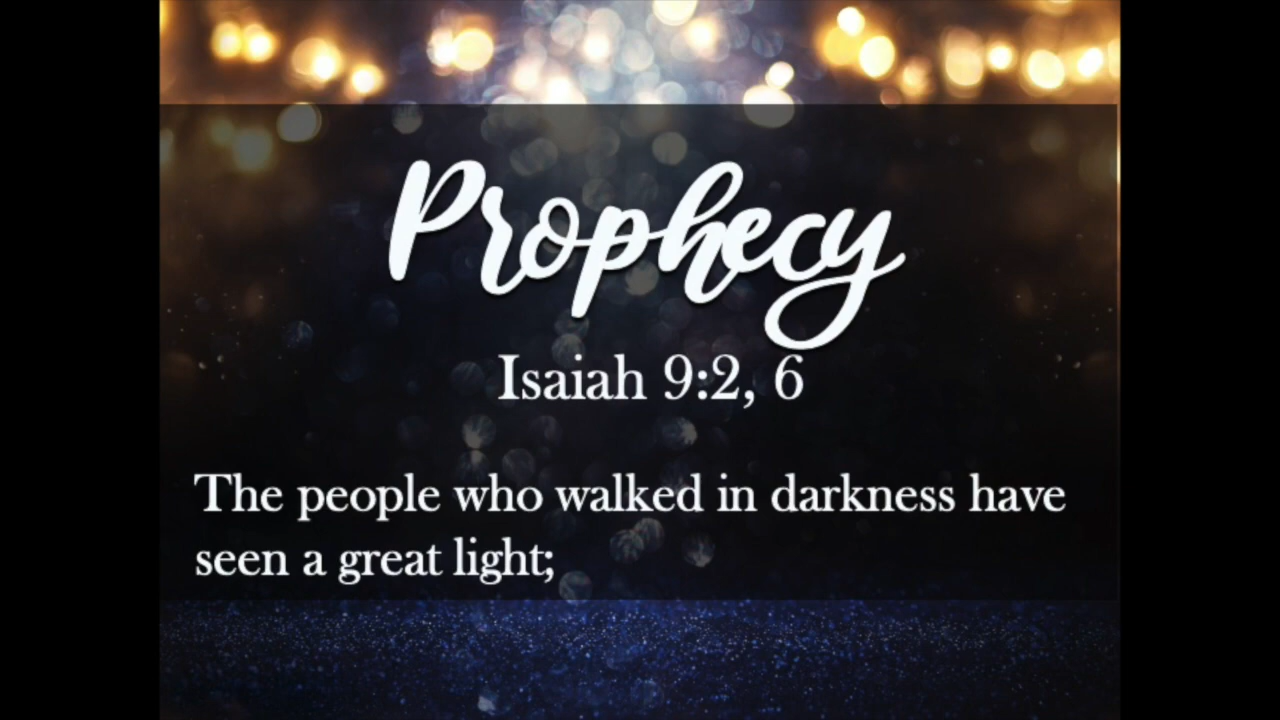 Prophecy
Isaiah 9:2, 6
The people who walked in darkness have
seen a great light;